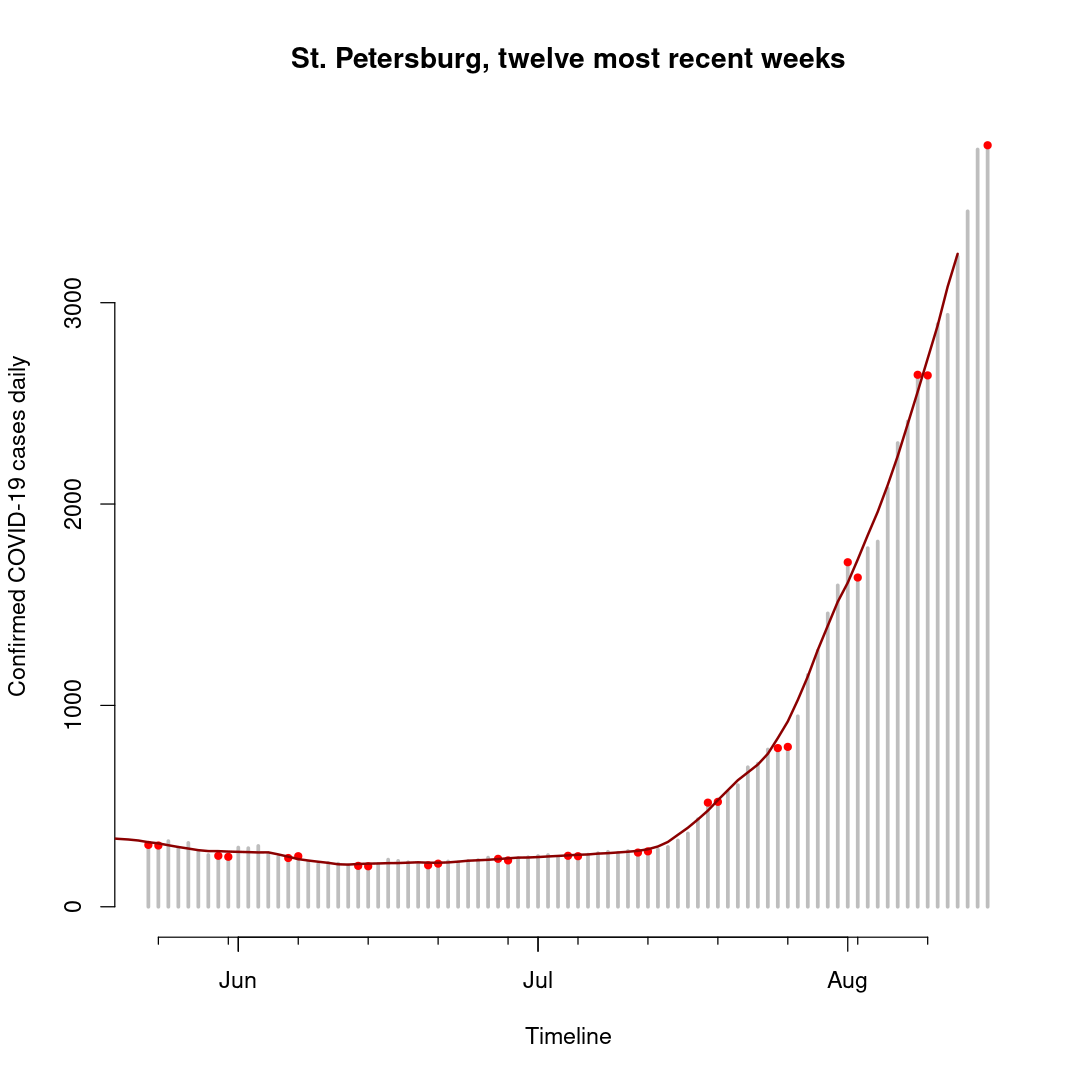 St. Petersburg, twelve most recent weeks
Confirmed COVID-19 cases daily
3000
2000
1000
0
Jun
Jul
Aug
Timeline